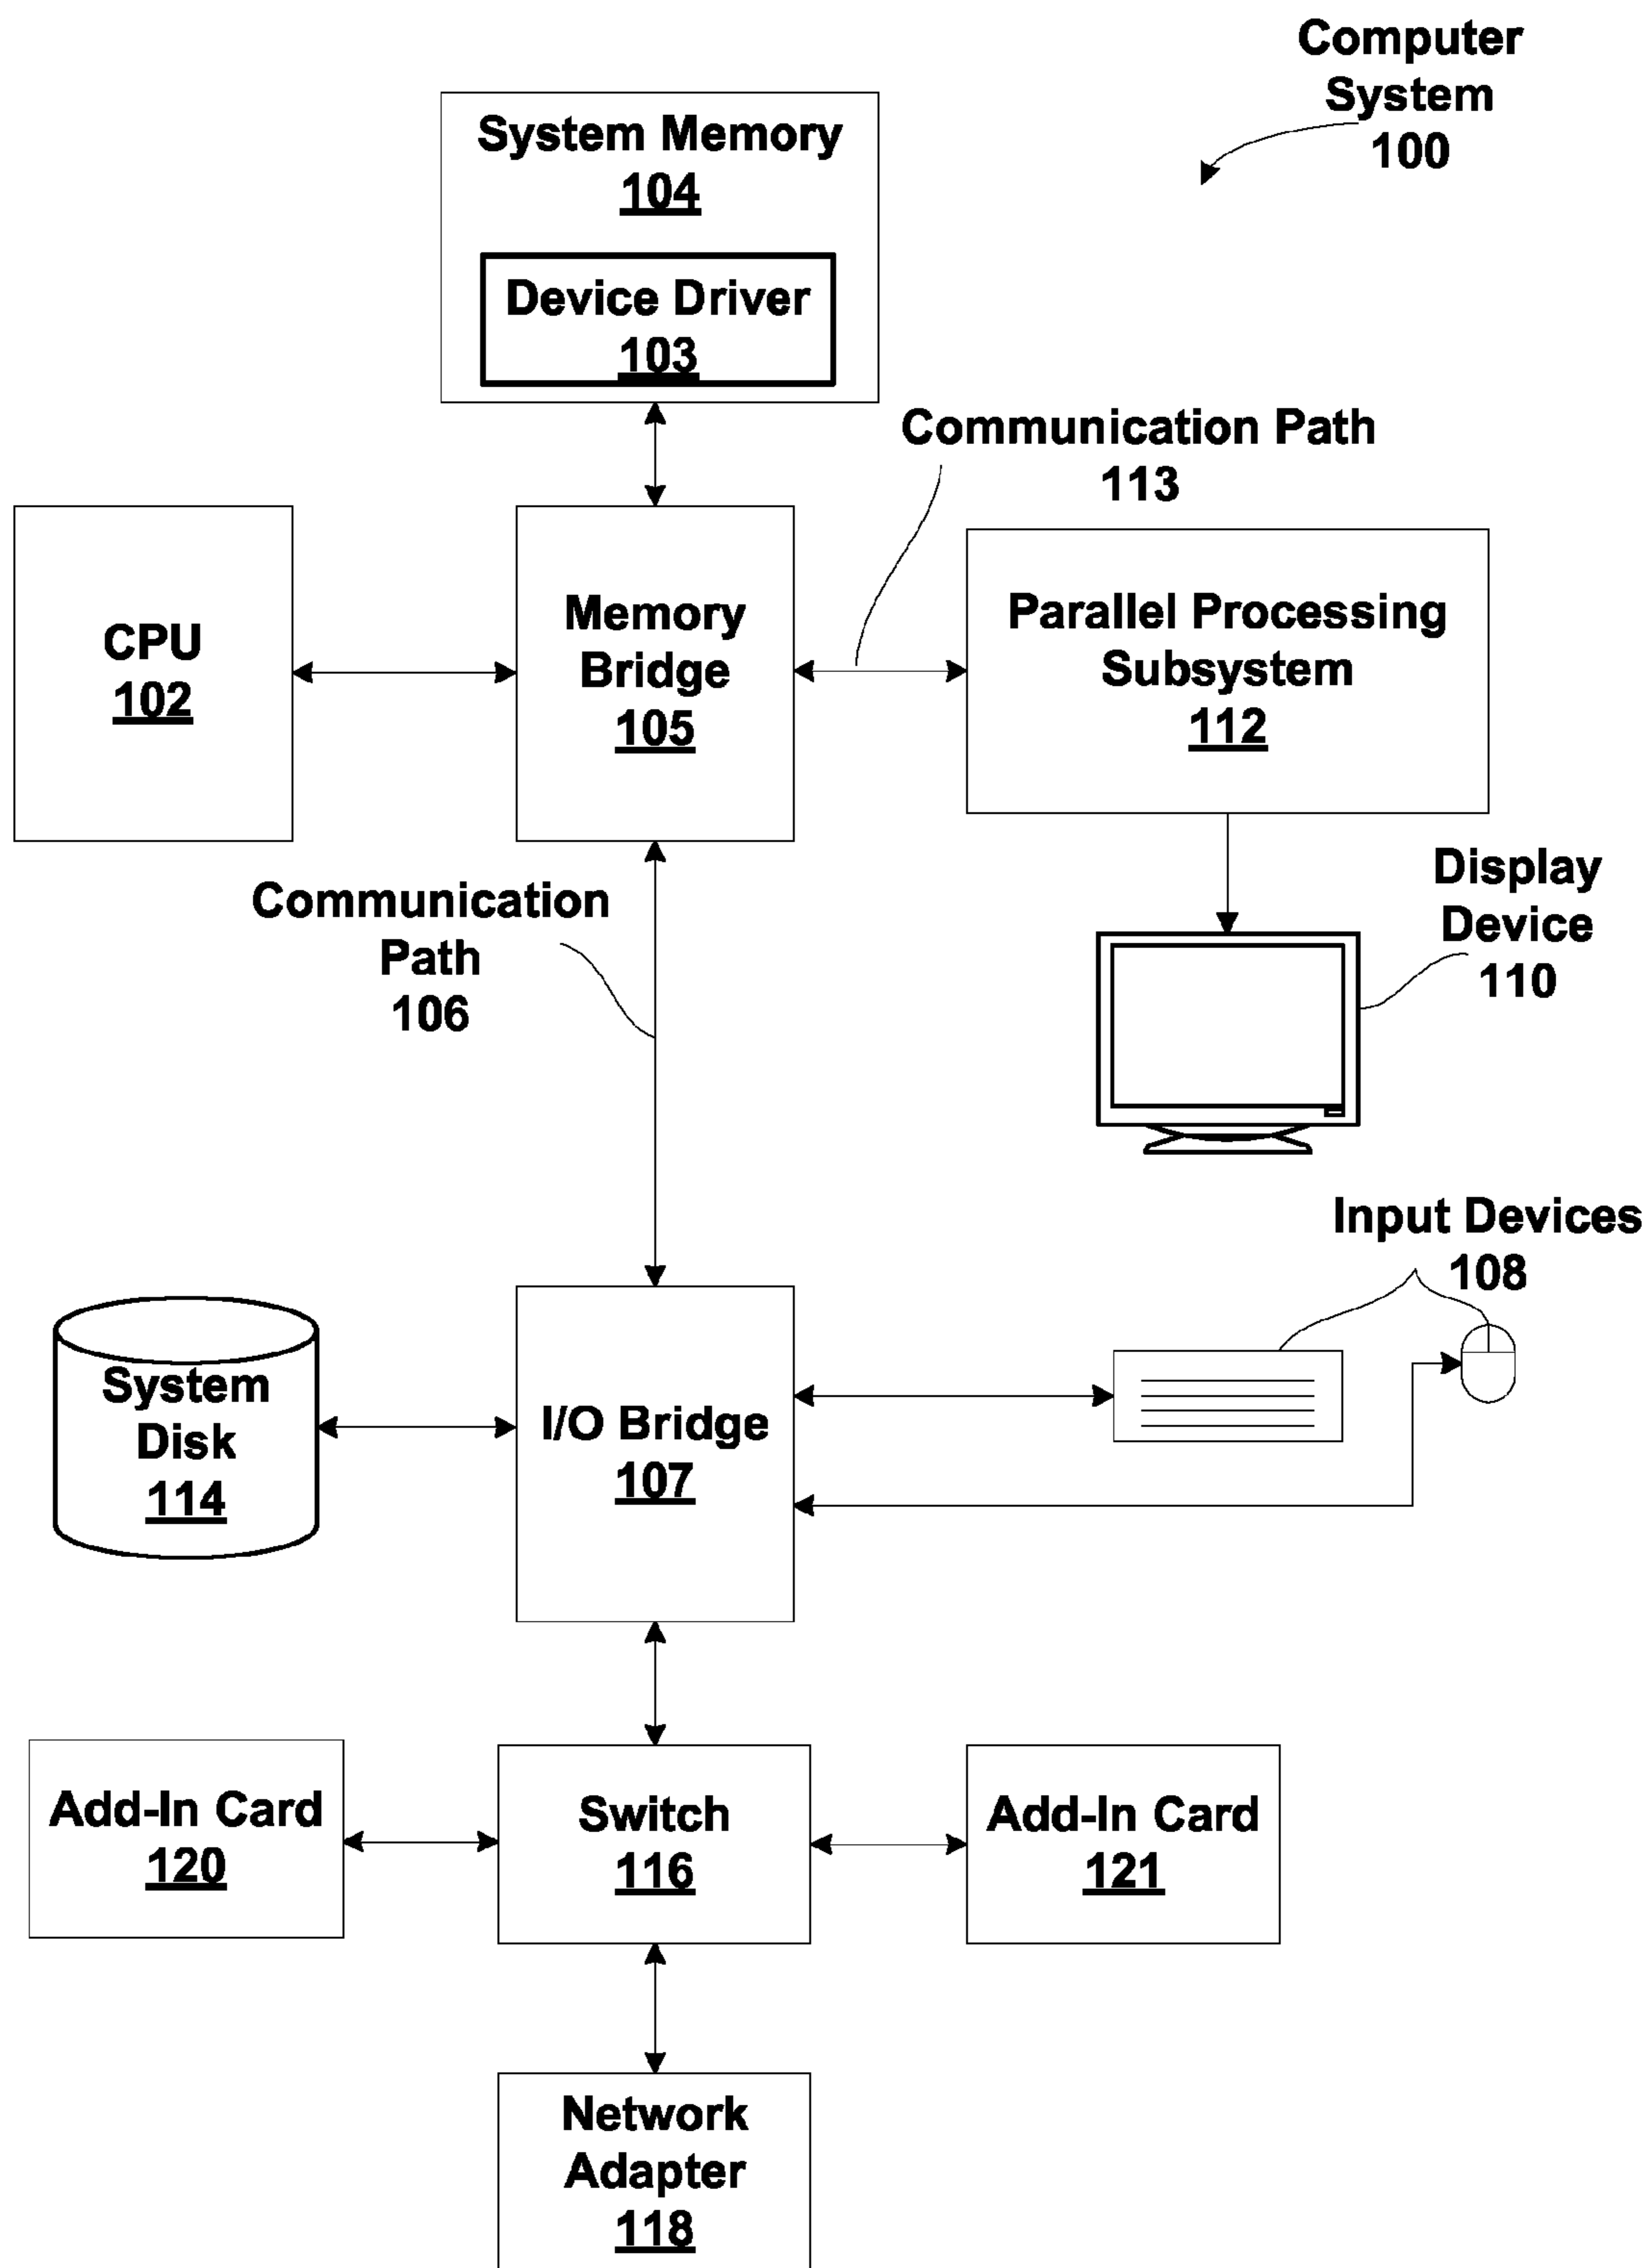 Computer
System
100
System Memory
104
Device Driver
103
Communication Path
113
CPU
102
Memory
Bridge
105
Parallel Processing
Subsystem
112
Communication
Path
106
Display
Device
110
Input Devices
108
System
Disk
114
I/O Bridge
107
Add-In Card
120
Switch
116
Add-In Card
121
Network
Adapter
118